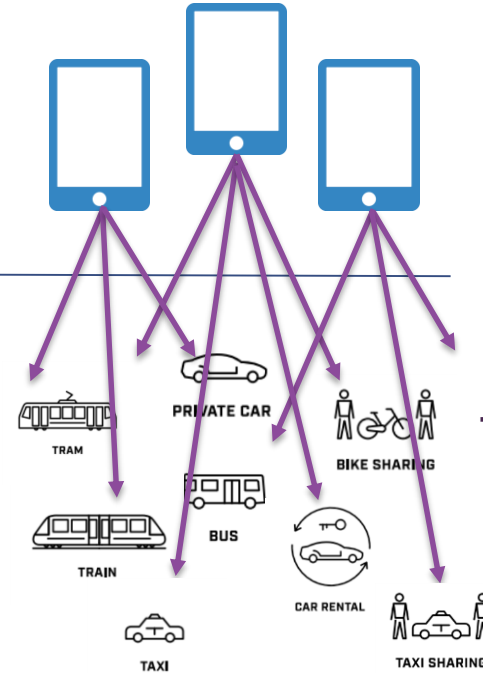 PRIVATE CAR
TRAM
BIKE SHARING
BUS
TRAIN
CAR RENTAL
TAXI
TAXI SHARING